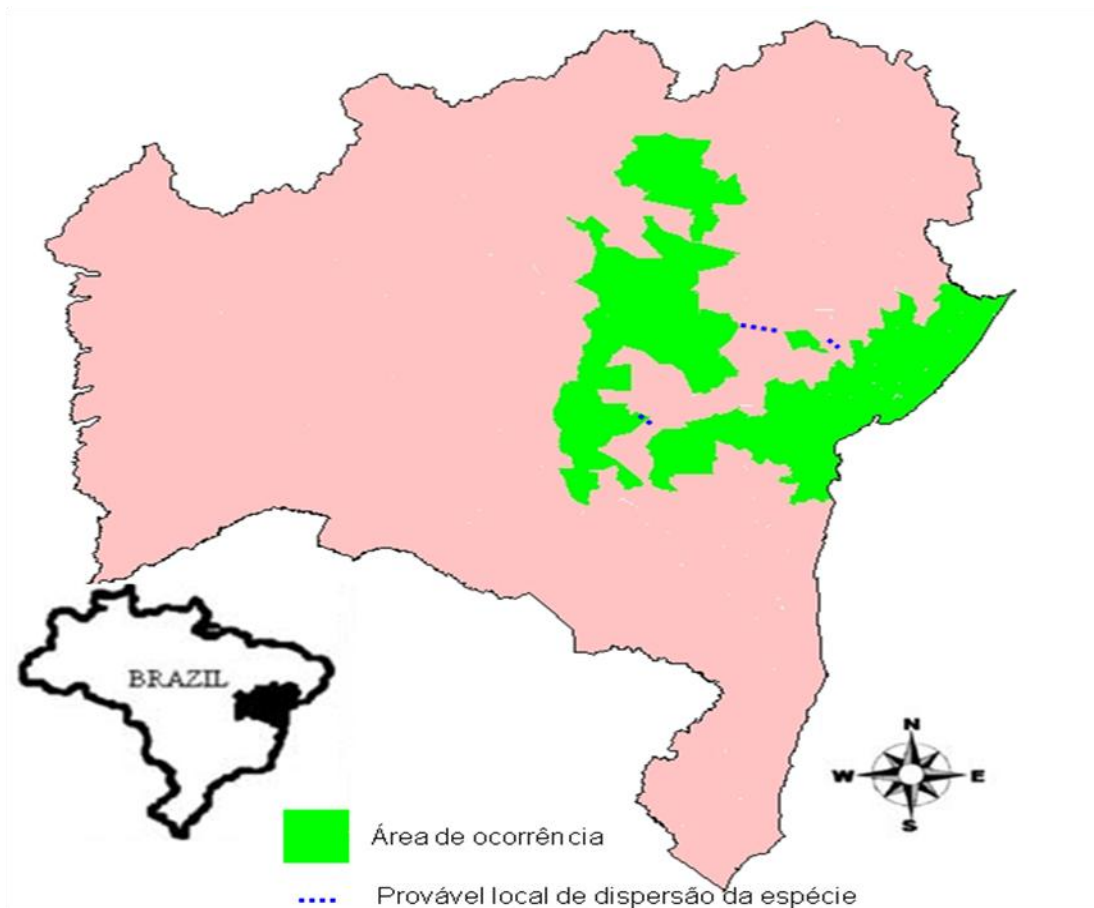 BRAZIL
N
W E
S
Área de ocorrência
Provável local de dispersão da espécie